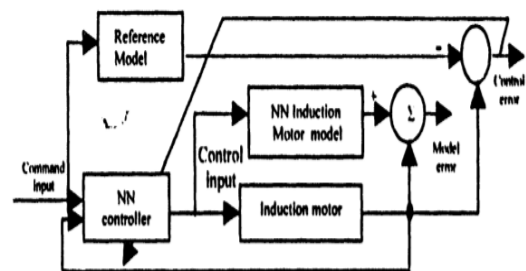 Reference
Model
-
Control
error
NN Induction
Motor model
+
Σ
Model
error
Control
input
Command
input
NN
controller
Induction motor